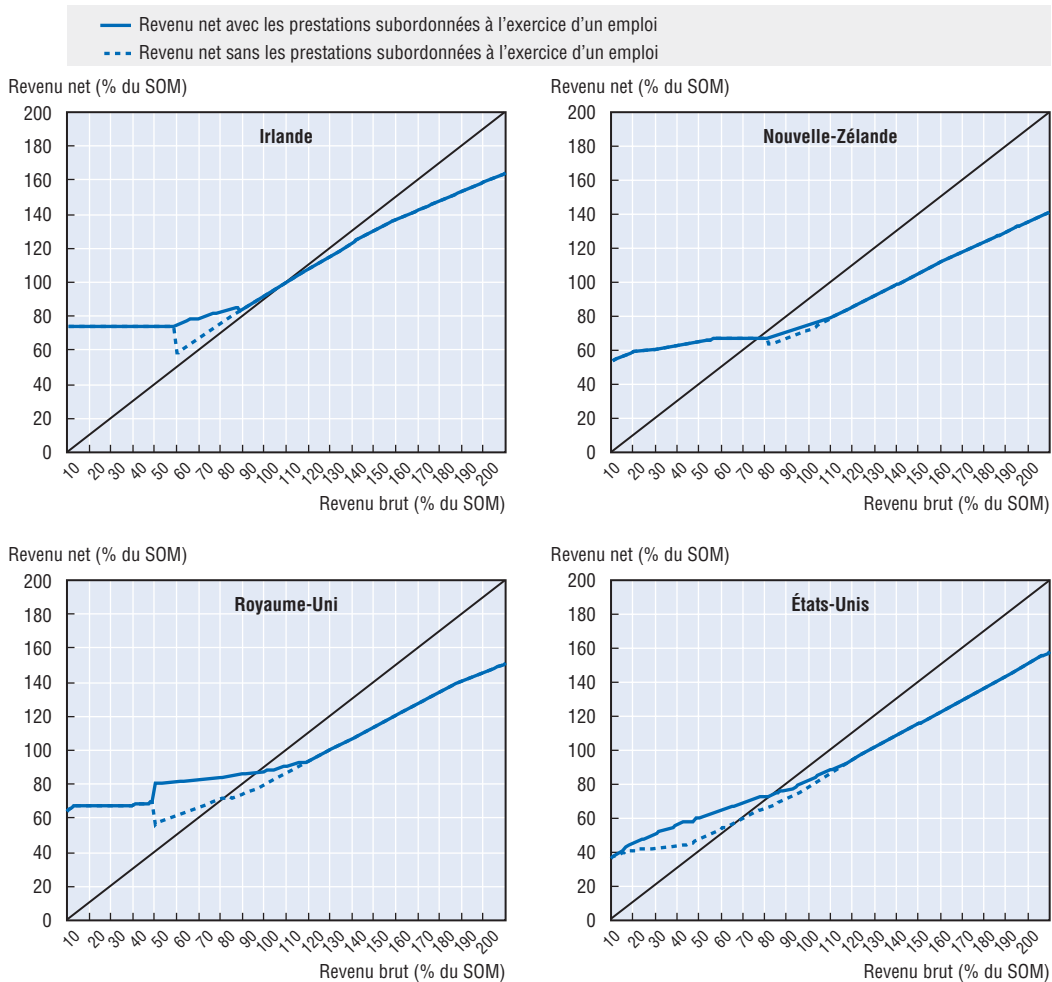 Revenu net avec les prestations subordonnées à l'exercice d'un emploi
Revenu net sans les prestations subordonnées à l'exercice d'un emploi
Revenu net (% du SOM)
Irlande
200
180
160
140
120
100
80
60
40
20
0
10 20 30 40 50 60 70 80 90 100 110 120 130 140 150 160 170 180 190 200
Revenu brut (% du SOM)
Revenu net (% du SOM)
Nouvelle-Zélande
200
180
160
140
120
100
80
60
40
20
0
10 20 30 40 50 60 70 80 90 100 110 120 130 140 150 160 170 180 190 200
Revenu brut (% du SOM)
Revenu net (% du SOM)
Royaume-Uni
200
180
160
140
120
100
80
60
40
20
0
10 20 30 40 50 60 70 80 90 100 110 120 130 140 150 160 170 180 190 200
Revenu brut (% du SOM)
Revenu net (% du SOM)
États-Unis
200
180
160
140
120
100
80
60
40
20
0
10 20 30 40 50 60 70 80 90 100 110 120 130 140 150 160 170 180 190 200
Revenu brut (% du SOM)